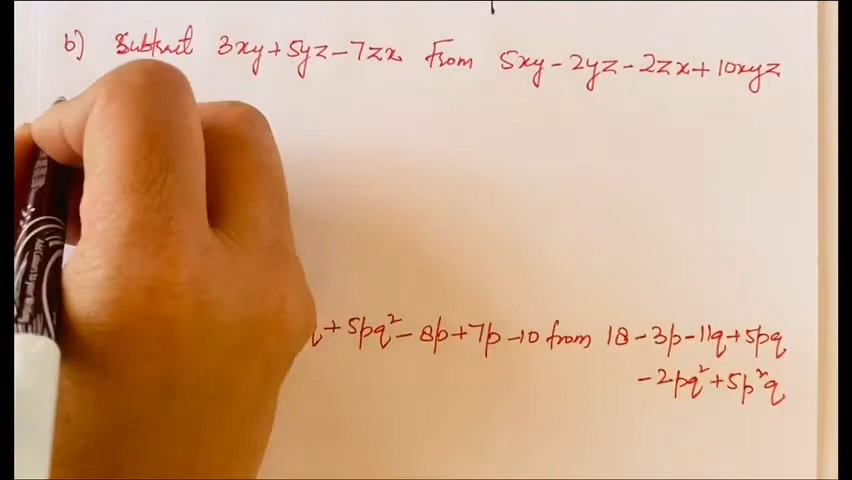 b) Subtract 3xy+5yz-7zx From 5xy-2yz-2zx+10xyz
+5pq²-8p+7p-10 from 18-3p-11q+5pq
-2pq²+5p²q